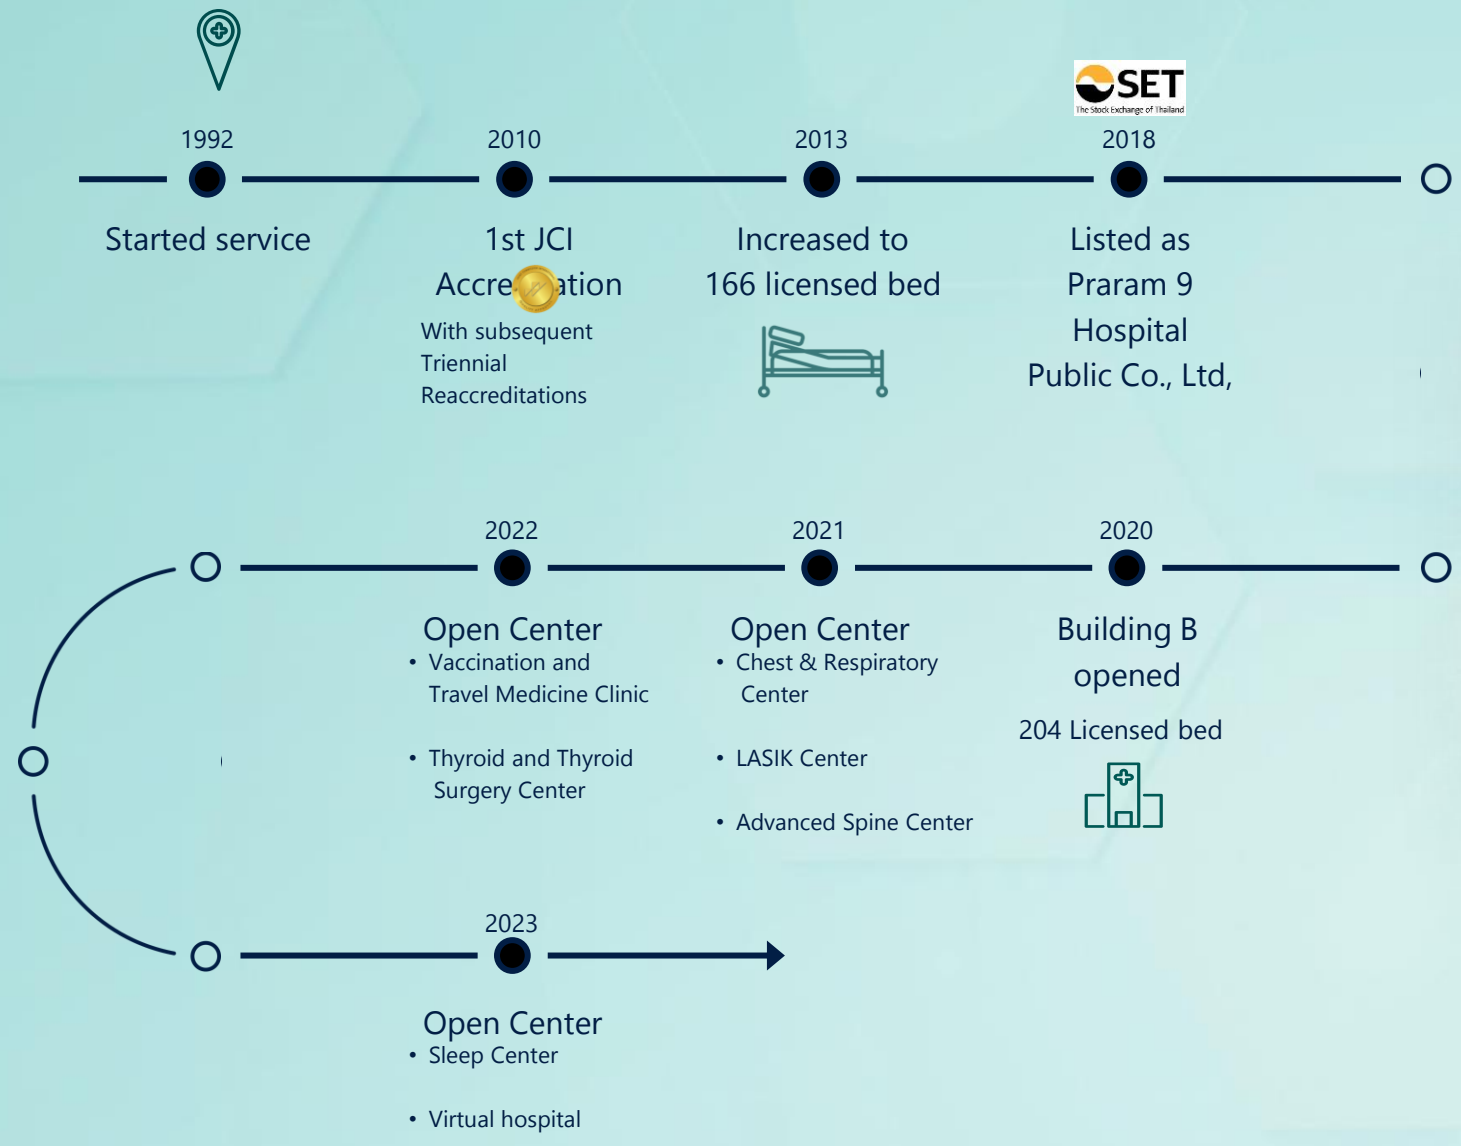 SET
The Stock Exchange of Thailand
1992
Started service
2010
1st JCI
With subsequent
Triennial
Reaccreditations
2013
Increased to
166 licensed bed
2018
Listed as
Praram 9
Hospital
Public Co., Ltd,
2022
Open Center
• Vaccination and
Travel Medicine Clinic
• Thyroid and Thyroid
Surgery Center
2021
Open Center
• Chest & Respiratory
Center
• LASIK Center
• Advanced Spine Center
2020
Building B
opened
204 Licensed bed
2023
Open Center
• Sleep Center
• Virtual hospital